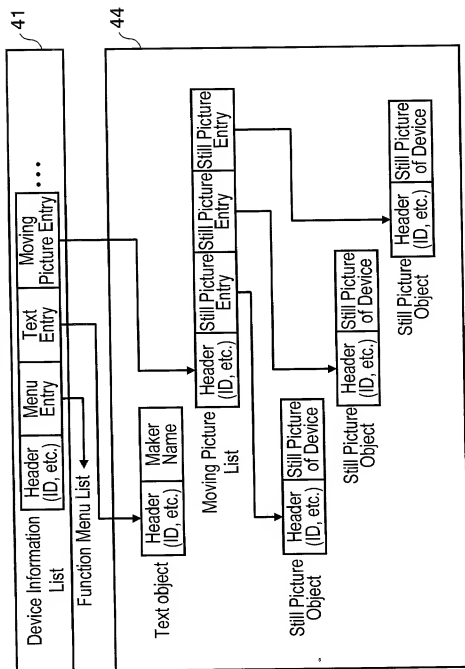 41
Device Information
List
Header
(ID, etc.)
Menu
Entry
Text
Entry
Moving
Picture Entry
...
Function Menu List
44
Text object
Header
(ID, etc.)
Maker
Name
Moving Picture
List
Header
(ID, etc.)
Still Picture
Entry
Still Picture
Entry
Still Picture
Entry
Still Picture
Object
Header
(ID, etc.)
Still Picture
of Device
Still Picture
Object
Header
(ID, etc.)
Still Picture
of Device
Still Picture
Object
Header
(ID, etc.)
Still Picture
of Device